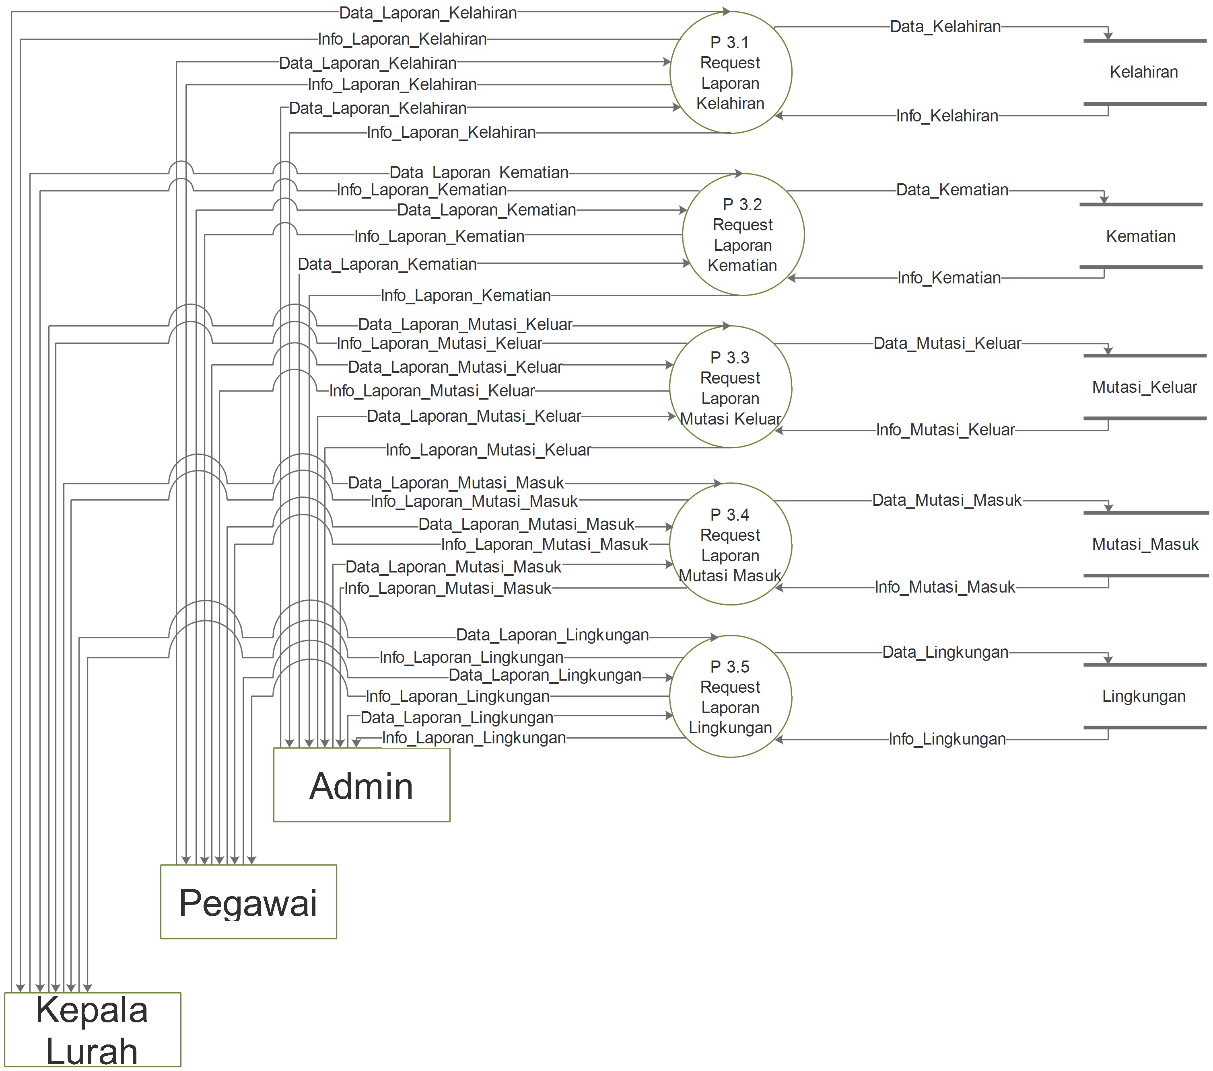 Data_Laporan_Kelahiran
Info_Laporan_Kelahiran
Data_Laporan_Kelahiran
Info_Laporan_Kelahiran
Data_Laporan_Kelahiran
Info_Laporan_Kelahiran
P 3.1
Request
Laporan
Kelahiran
Data_Kelahiran
Kelahiran
Info_Kelahiran
Data_Laporan_Kematian
Info_Laporan_Kematian
Data_Laporan_Kematian
Info_Laporan_Kematian
Data_Laporan_Kematian
Info_Laporan_Kematian
P 3.2
Request
Laporan
Kematian
Data_Kematian
Kematian
Info_Kematian
Data_Laporan_Mutasi_Keluar
Info_Laporan_Mutasi_Keluar
Data_Laporan_Mutasi_Keluar
Info_Laporan_Mutasi_Keluar
Data_Laporan_Mutasi_Keluar
Info_Laporan_Mutasi_Keluar
P 3.3
Request
Laporan
Mutasi Keluar
Data_Mutasi_Keluar
Mutasi_Keluar
Info_Mutasi_Keluar
Data_Laporan_Mutasi_Masuk
Info_Laporan_Mutasi_Masuk
Data_Laporan_Mutasi_Masuk
Info_Laporan_Mutasi_Masuk
Data_Laporan_Mutasi_Masuk
Info_Laporan_Mutasi_Masuk
P 3.4
Request
Laporan
Mutasi Masuk
Data_Mutasi_Masuk
Mutasi_Masuk
Info_Mutasi_Masuk
Data_Laporan_Lingkungan
Info_Laporan_Lingkungan
Data_Laporan_Lingkungan
Info_Laporan_Lingkungan
Data_Laporan_Lingkungan
Info_Laporan_Lingkungan
P 3.5
Request
Laporan
Lingkungan
Data_Lingkungan
Lingkungan
Info_Lingkungan
Admin
Pegawai
Kepala
Lurah